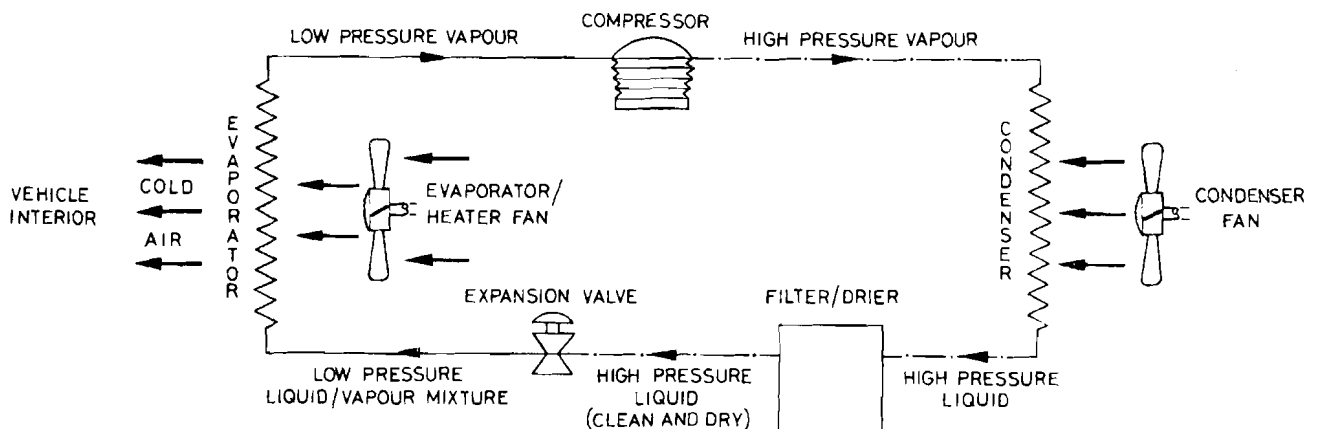 COMPRESSOR
LOW PRESSURE VAPOUR
HIGH PRESSURE VAPOUR
EVAPORATOR
CONDENSER
COLD
AIR
VEHICLE
INTERIOR
EVAPORATOR/
HEATER FAN
CONDENSER
FAN
EXPANSION VALVE
FILTER/DRIER
LOW PRESSURE
LIQUID/VAPOUR MIXTURE
HIGH PRESSURE
LIQUID
(CLEAN AND DRY)
HIGH PRESSURE
LIQUID